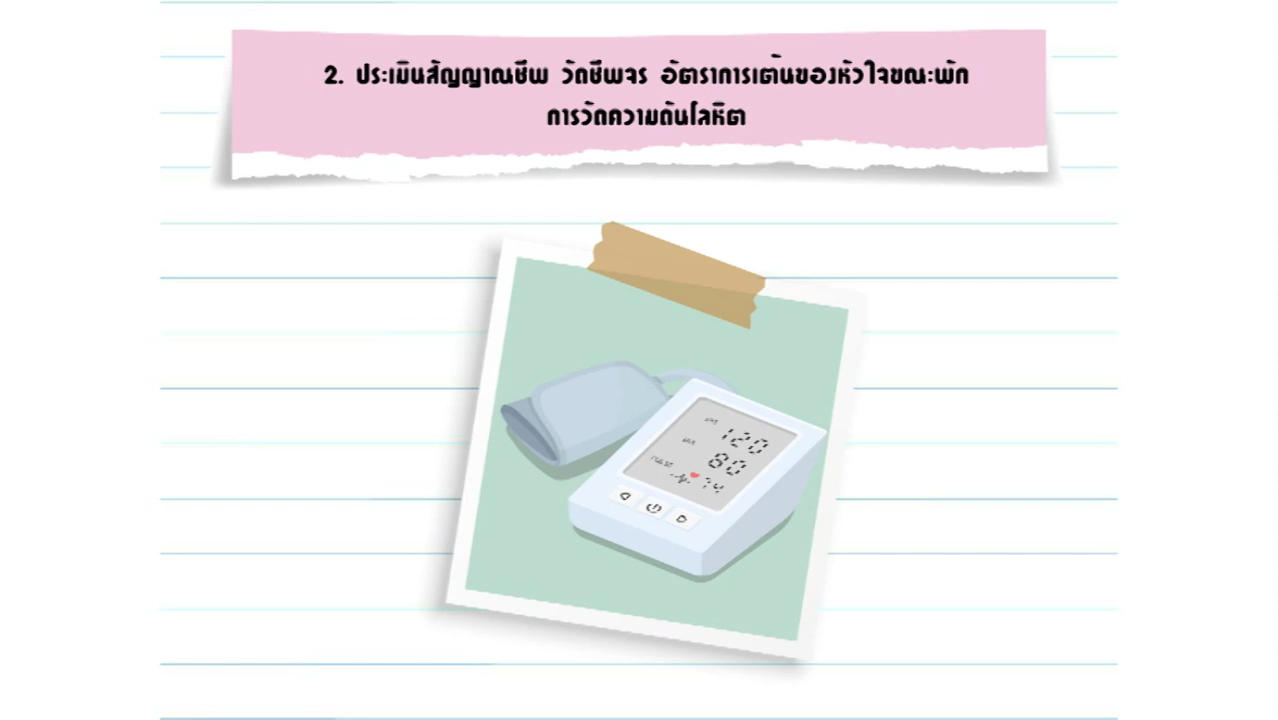 2. ประเมินสัญญาณชีพ วัดชีพจร อัตราการเต้นของหัวใจขณะพัก
การวัดความดันโลหิต
120
80